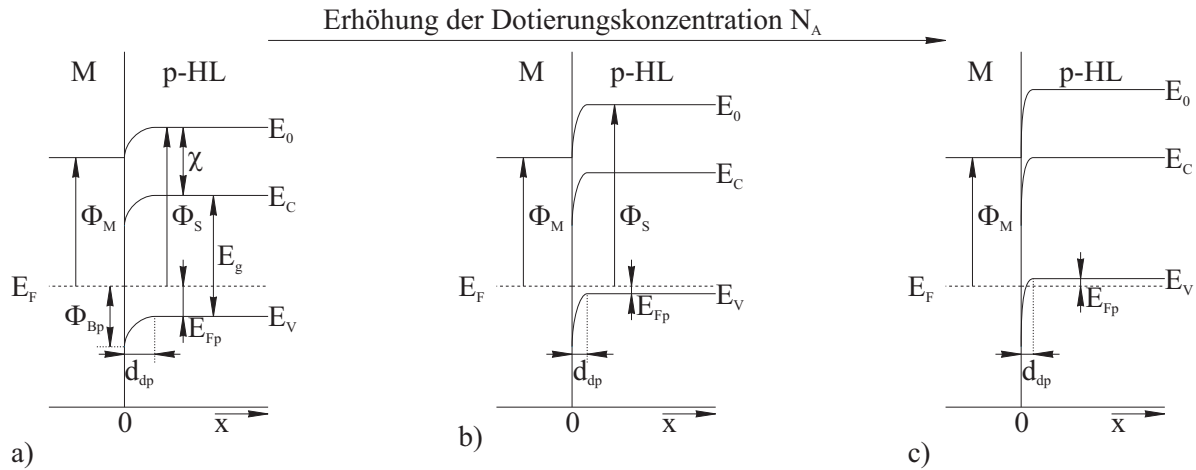 Erhöhung der Dotierungskonzentration N_A
M p-HL
E_0
χ
Φ_M
Φ_S
E_C
E_g
E_F
Φ_Bp
E_Fp
E_V
d_dp
0
x
a)
M p-HL
E_0
E_C
Φ_M
Φ_S
E_F
E_Fp
E_V
d_dp
0
x
b)
M p-HL
E_0
E_C
Φ_M
E_F
E_Fp
E_V
d_dp
0
x
c)